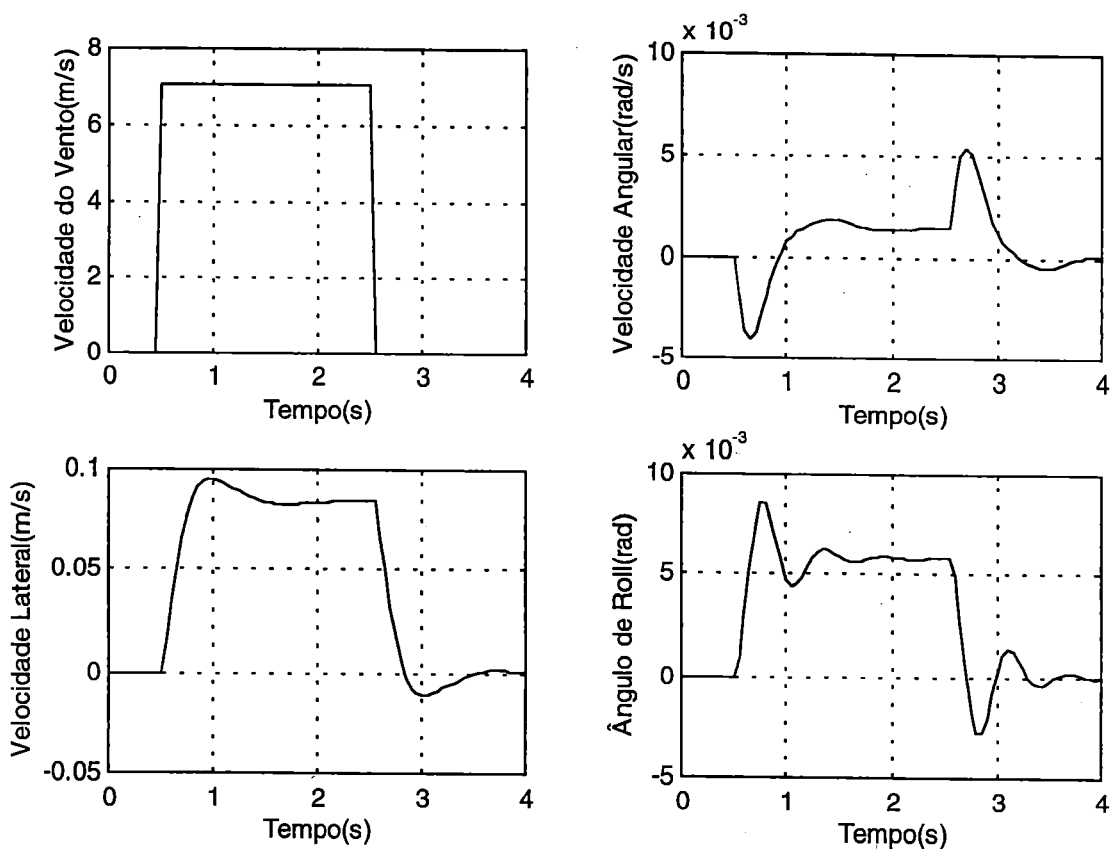 Velocidade do Vento(m/s)
8
6
4
2
0
0 1 2 3 4
Tempo(s)
x 10⁻³
Velocidade Angular(rad/s)
10
5
0
-5
0 1 2 3 4
Tempo(s)
Velocidade Lateral(m/s)
0.1
0.05
0
-0.05
0 1 2 3 4
Tempo(s)
x 10⁻³
Ângulo de Roll(rad)
10
5
0
-5
0 1 2 3 4
Tempo(s)